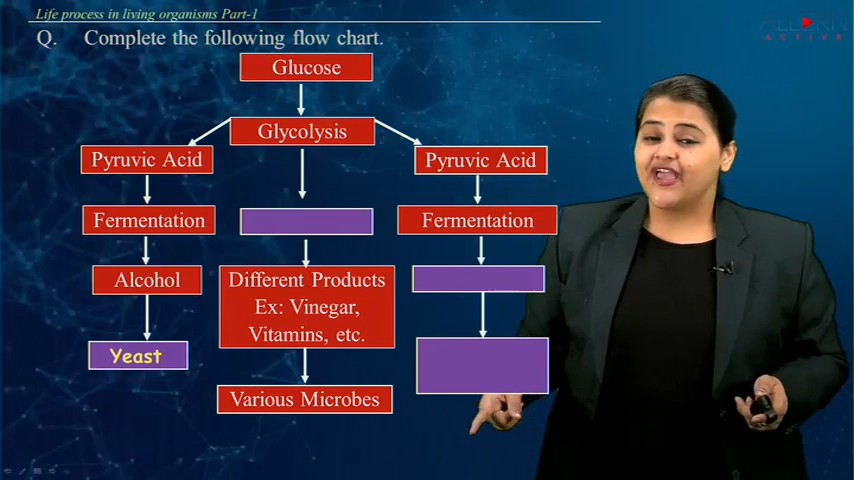 Life process in living organisms Part-1
Q. Complete the following flow chart.
Glucose
Glycolysis
Pyruvic Acid
Pyruvic Acid
Fermentation
Fermentation
Alcohol
Different Products
Ex: Vinegar,
Vitamins, etc.
Yeast
Various Microbes
ACTIVE